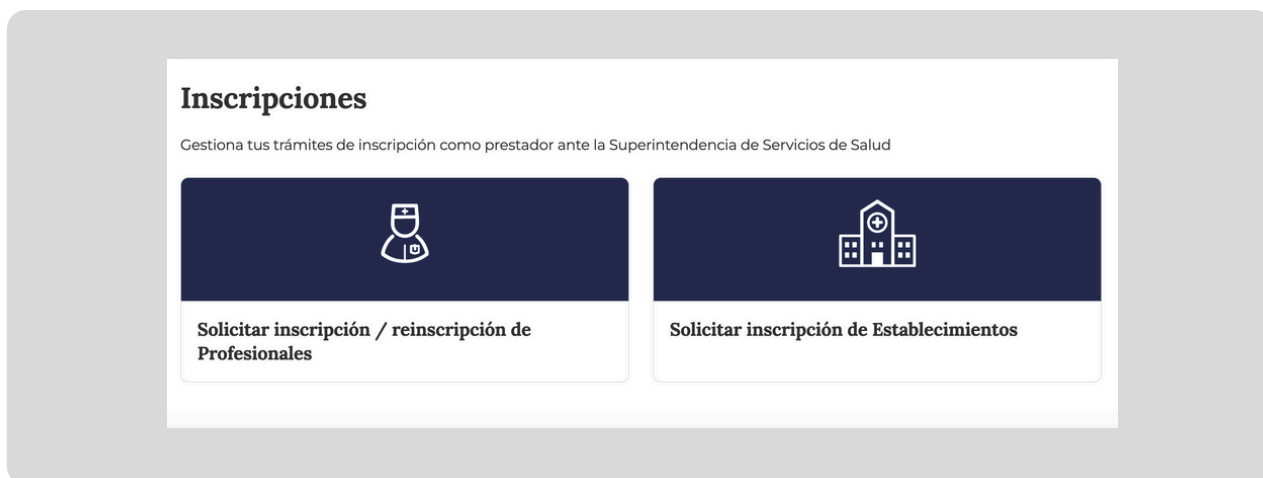 Inscripciones
Gestiona tus trámites de inscripción como prestador ante la Superintendencia de Servicios de Salud
Solicitar inscripción / reinscripción de
Profesionales
Solicitar inscripción de Establecimientos